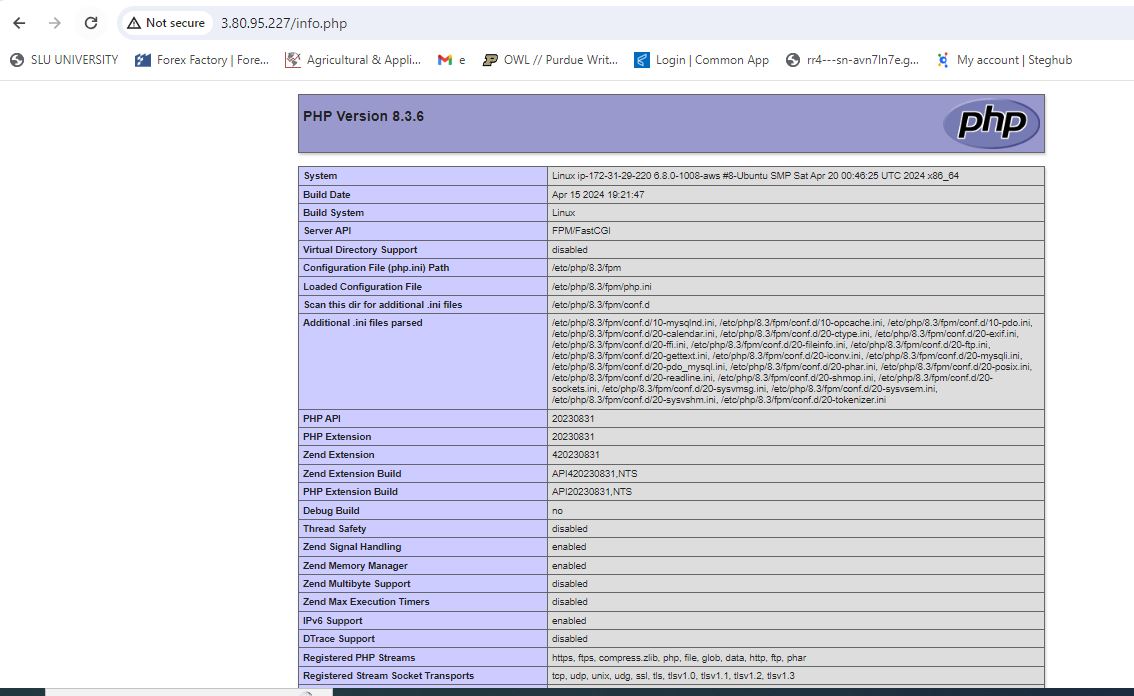 Not secure 3.80.95.227/info.php
SLU UNIVERSITY Forex Factory | Fore... Agricultural & Appli... e OWL // Purdue Writ... Login | Common App rr4---sn-avn7ln7e.g... My account | Steghub
PHP Version 8.3.6 php
System Linux ip-172-31-29-220 6.8.0-1008-aws #8-Ubuntu SMP Sat Apr 20 00:46:25 UTC 2024 x86_64
Build Date Apr 15 2024 19:21:47
Build System Linux
Server API FPM/FastCGI
Virtual Directory Support disabled
Configuration File (php.ini) Path /etc/php/8.3/fpm
Loaded Configuration File /etc/php/8.3/fpm/php.ini
Scan this dir for additional .ini files /etc/php/8.3/fpm/conf.d
Additional .ini files parsed /etc/php/8.3/fpm/conf.d/10-mysqlnd.ini, /etc/php/8.3/fpm/conf.d/10-opcache.ini, /etc/php/8.3/fpm/conf.d/10-pdo.ini,
/etc/php/8.3/fpm/conf.d/20-calendar.ini, /etc/php/8.3/fpm/conf.d/20-ctype.ini, /etc/php/8.3/fpm/conf.d/20-exif.ini,
/etc/php/8.3/fpm/conf.d/20-ffi.ini, /etc/php/8.3/fpm/conf.d/20-fileinfo.ini, /etc/php/8.3/fpm/conf.d/20-ftp.ini,
/etc/php/8.3/fpm/conf.d/20-gettext.ini, /etc/php/8.3/fpm/conf.d/20-iconv.ini, /etc/php/8.3/fpm/conf.d/20-mysqli.ini,
/etc/php/8.3/fpm/conf.d/20-pdo_mysql.ini, /etc/php/8.3/fpm/conf.d/20-phar.ini, /etc/php/8.3/fpm/conf.d/20-posix.ini,
/etc/php/8.3/fpm/conf.d/20-readline.ini, /etc/php/8.3/fpm/conf.d/20-shmop.ini, /etc/php/8.3/fpm/conf.d/20-
sockets.ini, /etc/php/8.3/fpm/conf.d/20-sysvmsg.ini, /etc/php/8.3/fpm/conf.d/20-sysvsem.ini,
/etc/php/8.3/fpm/conf.d/20-sysvshm.ini, /etc/php/8.3/fpm/conf.d/20-tokenizer.ini
PHP API 20230831
PHP Extension 20230831
Zend Extension 420230831
Zend Extension Build API420230831,NTS
PHP Extension Build API20230831,NTS
Debug Build no
Thread Safety disabled
Zend Signal Handling enabled
Zend Memory Manager enabled
Zend Multibyte Support disabled
Zend Max Execution Timers disabled
IPv6 Support enabled
DTrace Support disabled
Registered PHP Streams https, ftps, compress.zlib, php, file, glob, data, http, ftp, phar
Registered Stream Socket Transports tcp, udp, unix, udg, ssl, tls, tlsv1.0, tlsv1.1, tlsv1.2, tlsv1.3